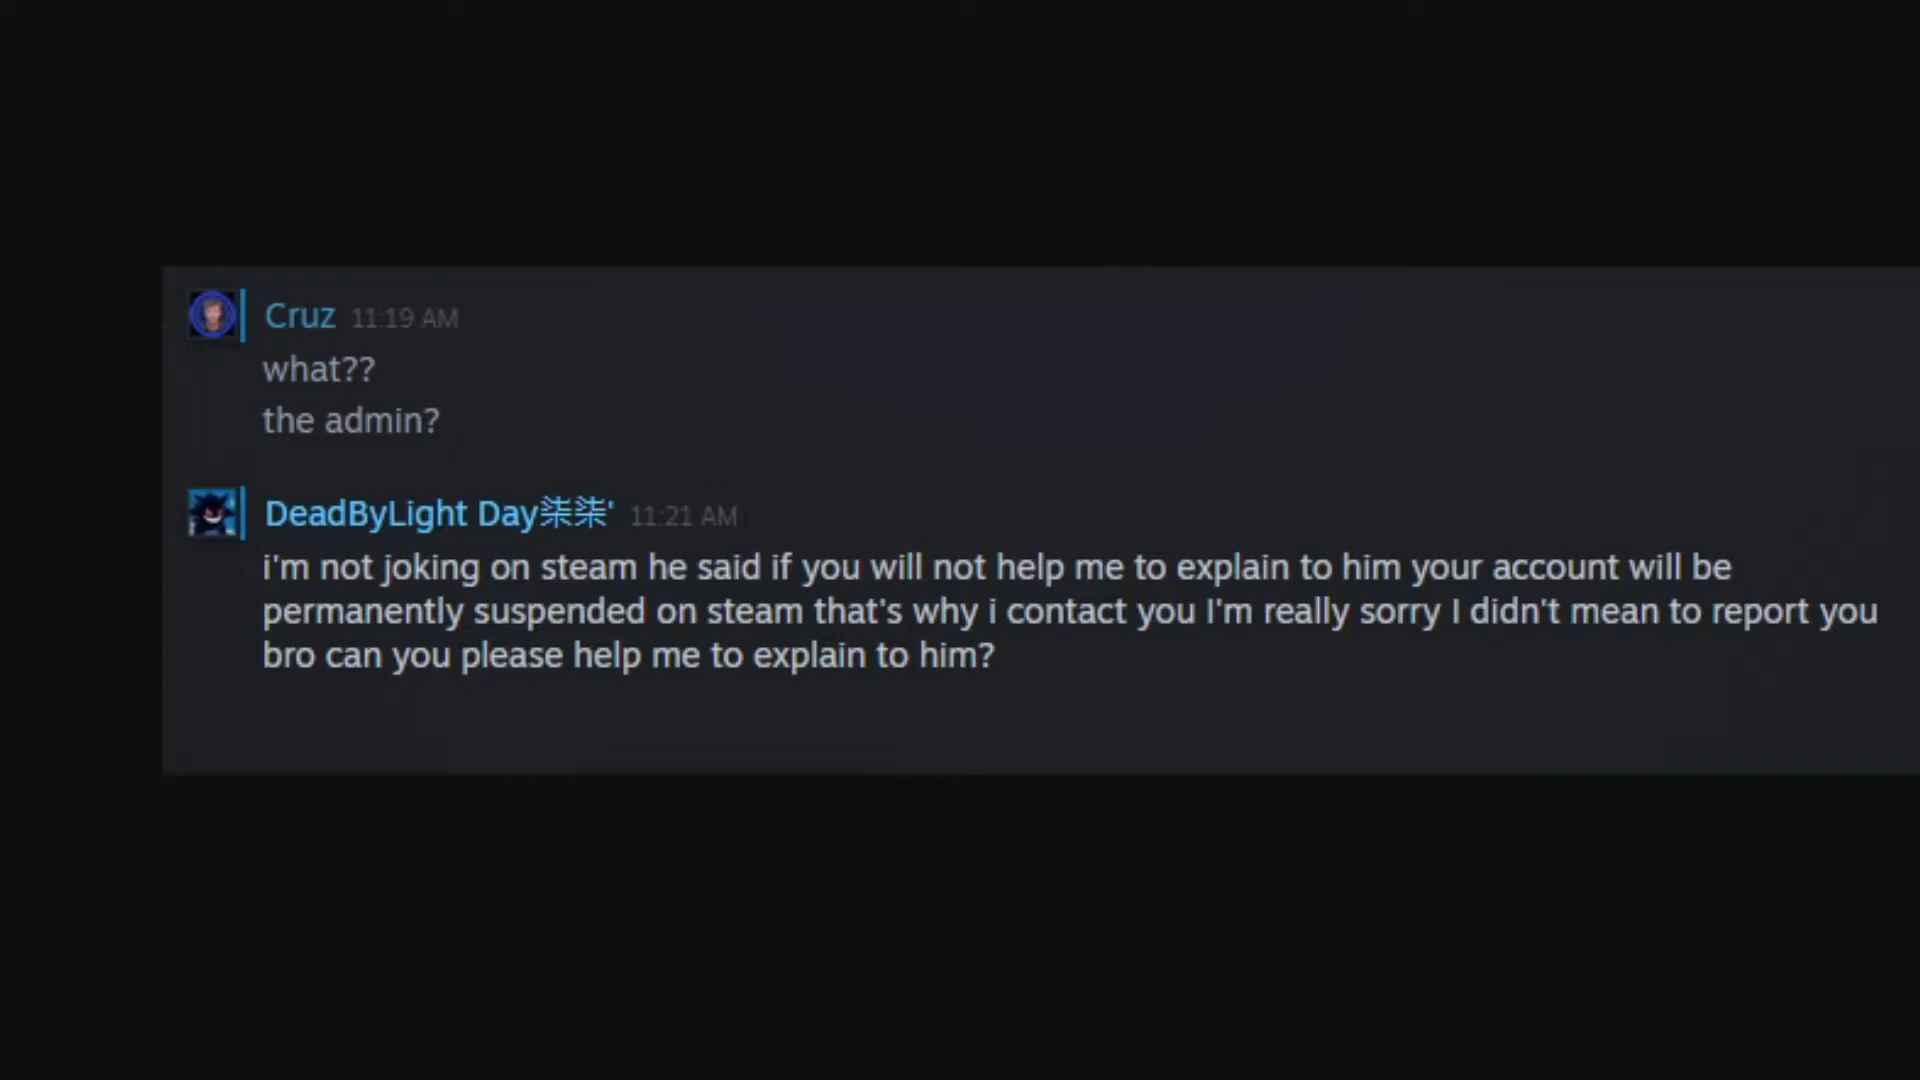 Cruz 11:19 AM
what??
the admin?
DeadByLight Day柒柒' 11:21 AM
i'm not joking on steam he said if you will not help me to explain to him your account will be
permanently suspended on steam that's why i contact you I'm really sorry I didn't mean to report you
bro can you please help me to explain to him?